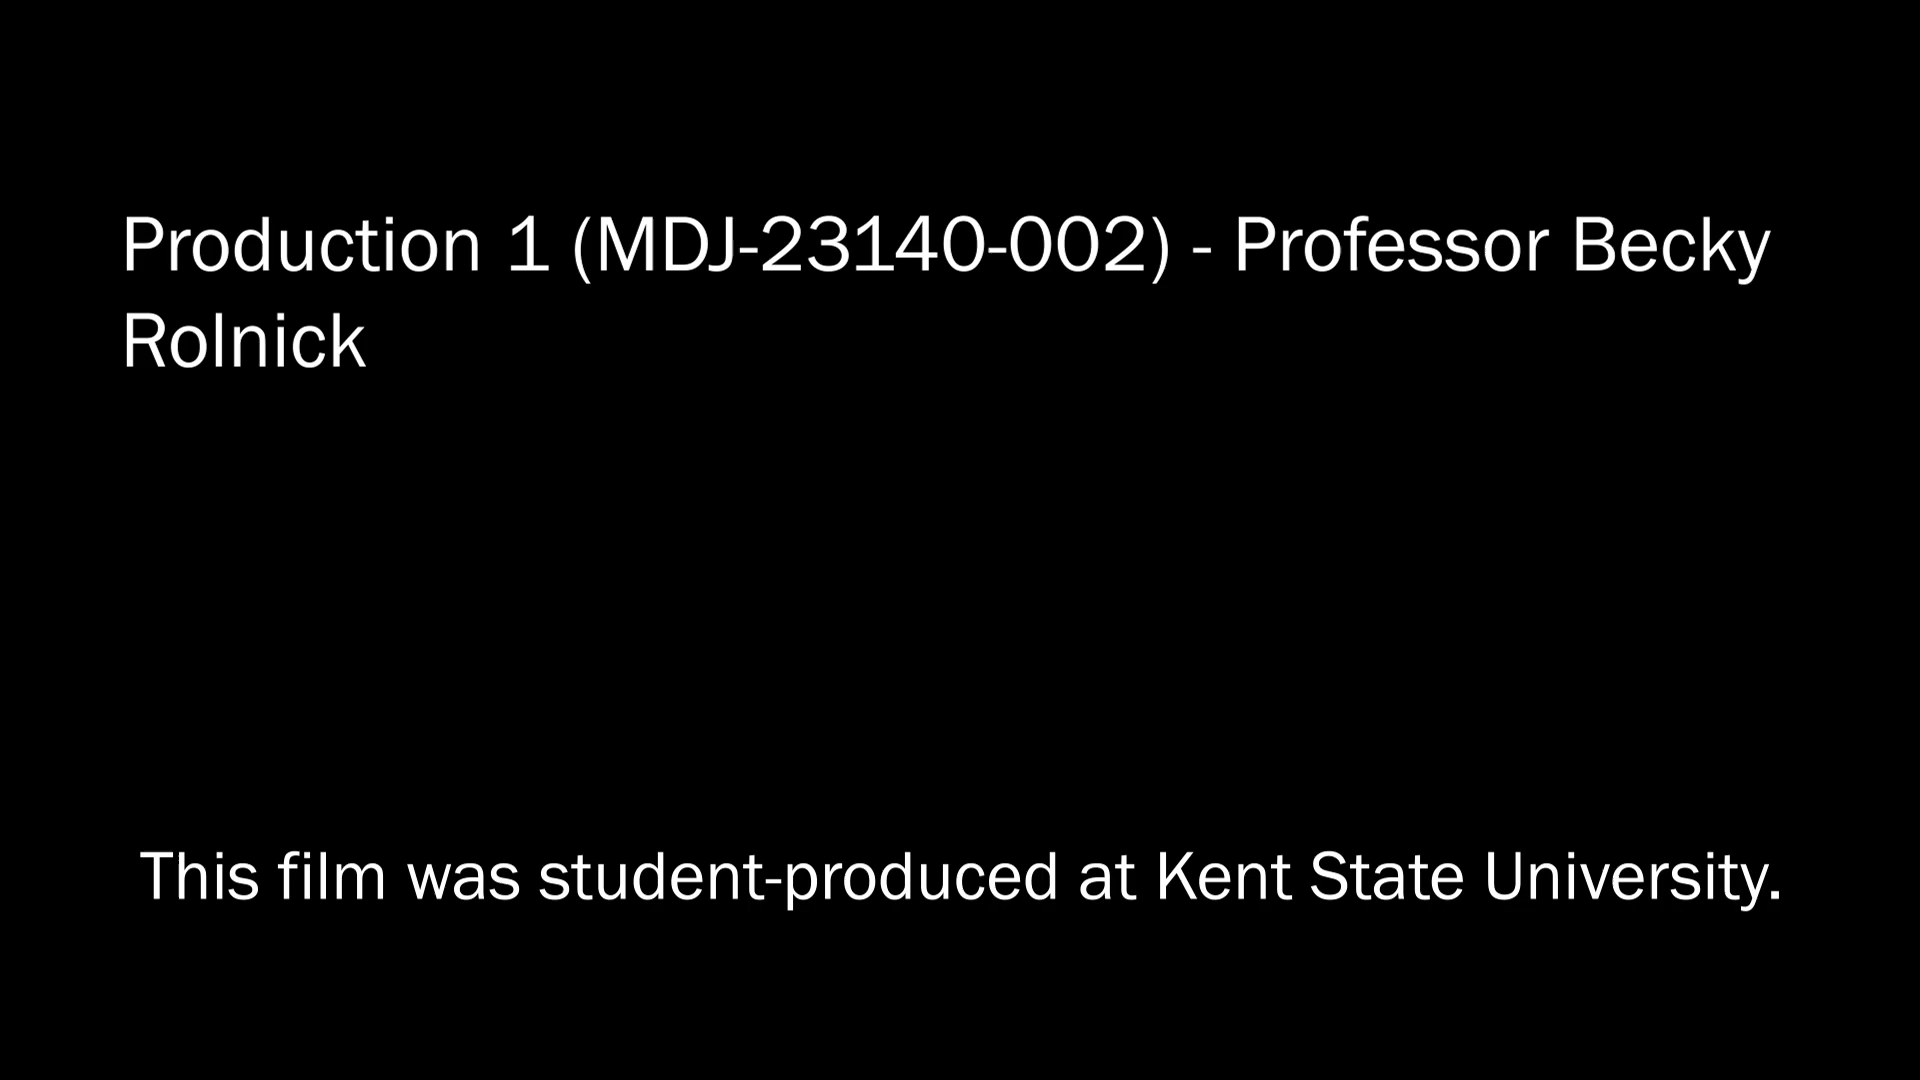 Production 1 (MDJ-23140-002) - Professor Becky
Rolnick
This film was student-produced at Kent State University.